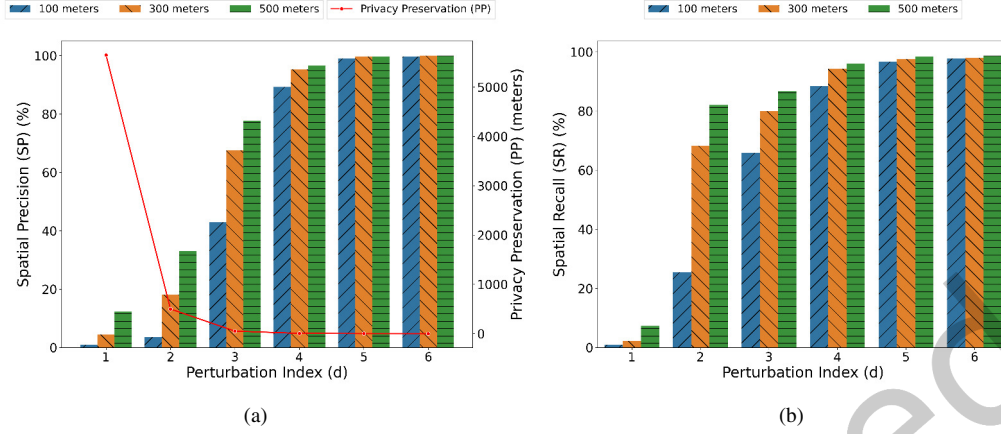 100 meters 300 meters 500 meters Privacy Preservation (PP)
100
80
60
40
20
0
Spatial Precision (SP) (%)
5000
4000
3000
2000
1000
0
Privacy Preservation (PP) (meters)
1 2 3 4 5 6
Perturbation Index (d)
(a)
100 meters 300 meters 500 meters
100
80
60
40
20
0
Spatial Recall (SR) (%)
1 2 3 4 5 6
Perturbation Index (d)
(b)
ed